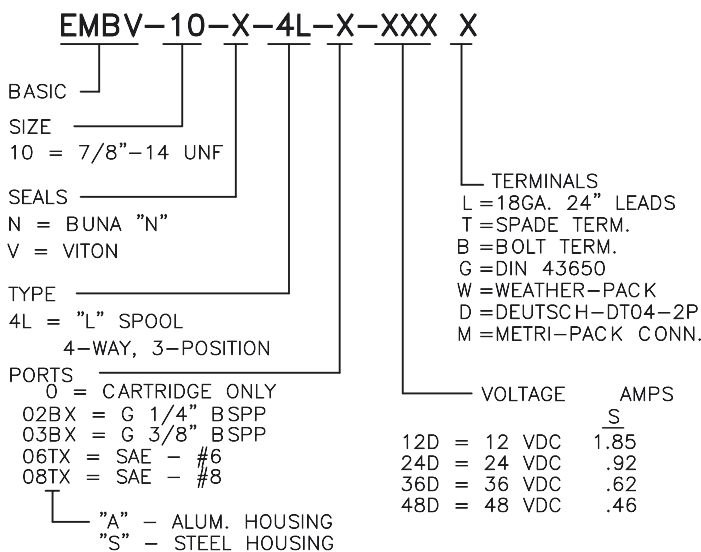 EMBV-10-X-4L-X-XXX X
BASIC
SIZE
10 = 7/8"-14 UNF
SEALS
N = BUNA "N"
V = VITON
TYPE
4L = "L" SPOOL
4-WAY, 3-POSITION
PORTS
0 = CARTRIDGE ONLY
02BX = G 1/4" BSPP
03BX = G 3/8" BSPP
06TX = SAE - #6
08TX = SAE - #8
"A" - ALUM. HOUSING
"S" - STEEL HOUSING
TERMINALS
L =18GA. 24" LEADS
T =SPADE TERM.
B =BOLT TERM.
G =DIN 43650
W =WEATHER-PACK
D =DEUTSCH-DT04-2P
M =METRI-PACK CONN.
VOLTAGE AMPS
S
12D = 12 VDC 1.85
24D = 24 VDC .92
36D = 36 VDC .62
48D = 48 VDC .46